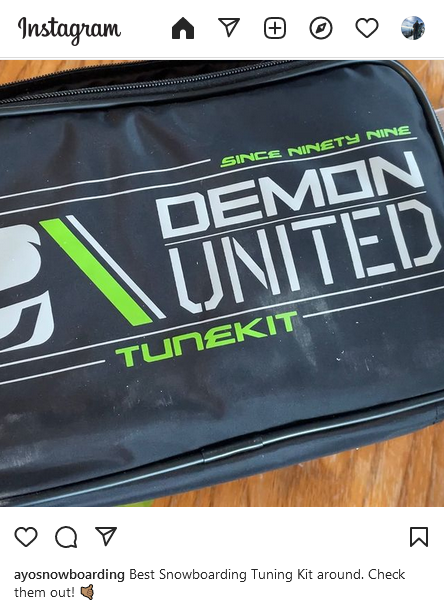 Instagram
SINCE NINETY NINE
DEMON
UNITED
TUNEKIT
ayosnowboarding Best Snowboarding Tuning Kit around. Check
them out! 🤙🏾